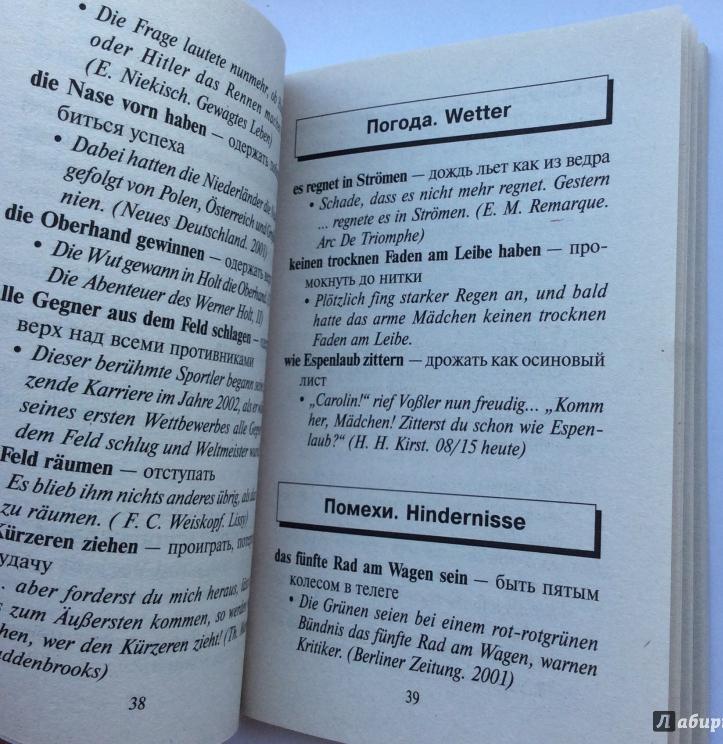 • Die Frage lautete nunmehr, ob
oder Hitler das Rennen machen
(E. Niekisch. Gewagtes Leben)
die Nase vorn haben — одержать
биться успеха
• Dabei hatten die Niederländer die
gefolgt von Polen, Österreich und
nien. (Neues Deutschland. 2001)
die Oberhand gewinnen — одержать
• Die Wut gewann in Holt die Oberhand.
Die Abenteuer des Werner Holt, II)
lle Gegner aus dem Feld schlagen —
верх над всеми противниками
• Dieser berühmte Sportler begann seine
zende Karriere im Jahre 2002, als er
seines ersten Wettbewerbes alle
dem Feld schlug und Weltmeister
Feld räumen — отступать
Es blieb ihm nichts anderes übrig, als das
zu räumen. ( F. C. Weiskopf. Lissy)
Kürzeren ziehen — проиграть,
удачу
... aber forderst du mich heraus,
s zum Äußersten kommen, so
hen, wer den Kürzeren zieht! (Th.
ddenbrooks)
38
Погода. Wetter
es regnet in Strömen — дождь льет как из ведра
• Schade, dass es nicht mehr regnet. Gestern
... regnete es in Strömen. (E. M. Remarque.
Arc De Triomphe)
keinen trocknen Faden am Leibe haben — про-
мокнуть до нитки
• Plötzlich fing starker Regen an, und bald
hatte das arme Mädchen keinen trocknen
Faden am Leibe.
wie Espenlaub zittern — дрожать как осиновый
лист
• „Carolin!“ rief Voßler nun freudig... „Komm
her, Mädchen! Zitterst du schon wie Espen-
laub?“ (H. H. Kirst. 08/15 heute)
Помехи. Hindernisse
das fünfte Rad am Wagen sein — быть пятым
колесом в телеге
• Die Grünen seien bei einem rot-rotgrünen
Bündnis das fünfte Rad am Wagen, warnen
Kritiker. (Berliner Zeitung. 2001)
39
Лабиринт